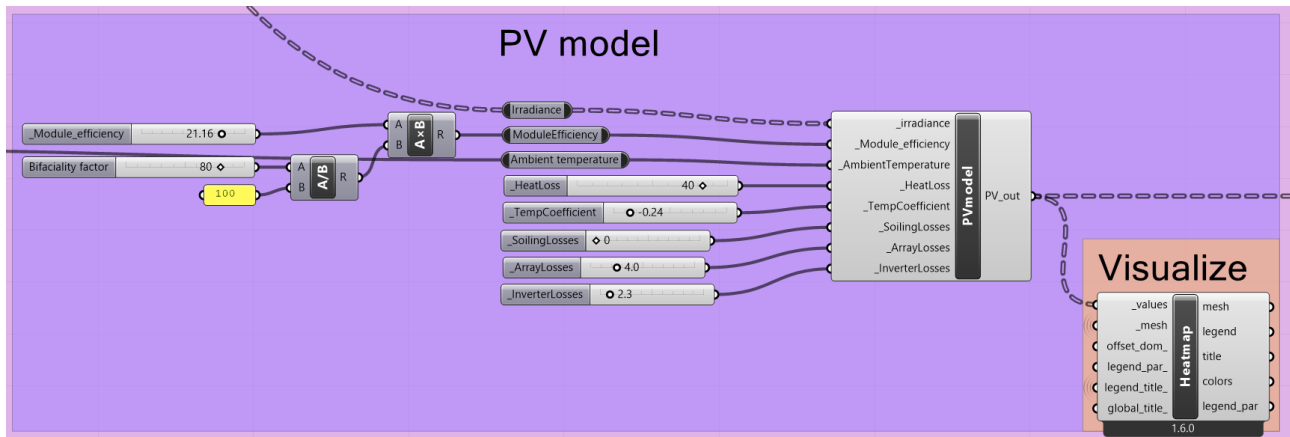 PV model
_Module_efficiency 21.16
Bifaciality factor 80
100
A
B
A/B
R
A
B
A×B
R
Irradiance
ModuleEfficiency
Ambient temperature
_HeatLoss 40
_TempCoefficient -0.24
_SoilingLosses 0
_ArrayLosses 4.0
_InverterLosses 2.3
_irradiance
_Module_efficiency
_AmbientTemperature
_HeatLoss
_TempCoefficient
_SoilingLosses
_ArrayLosses
_InverterLosses
PVmodel
PV_out
Visualize
_values
_mesh
offset_dom_
legend_par_
legend_title_
global_title_
Heatmap
mesh
legend
title
colors
legend_par
1.6.0